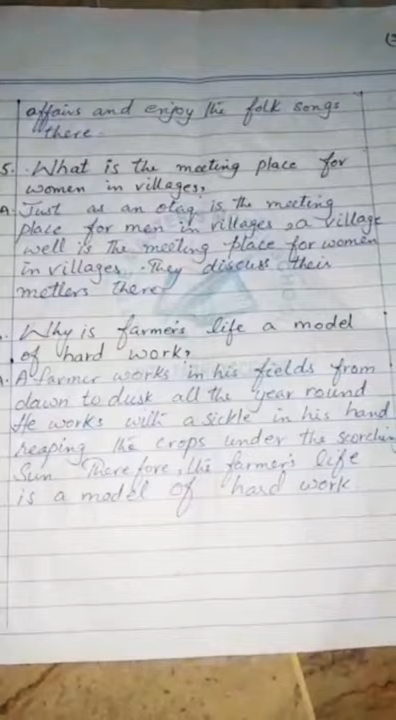 affairs and enjoy the folk songs
there.
5. What is the meeting place for
women in villages,
A. Just as an otaq is the meeting
place for men in villages, a village
well is the meeting place for women
in villages. They discuss their
metlers there
Why is farmer's life a model
of hard work,
A. A farmer works in his fields from
dawn to dusk all the year round
He works with a sickle in his hand
reaping the crops under the scorchin
Sun. Therefore, the farmer's life
is a model of hard work